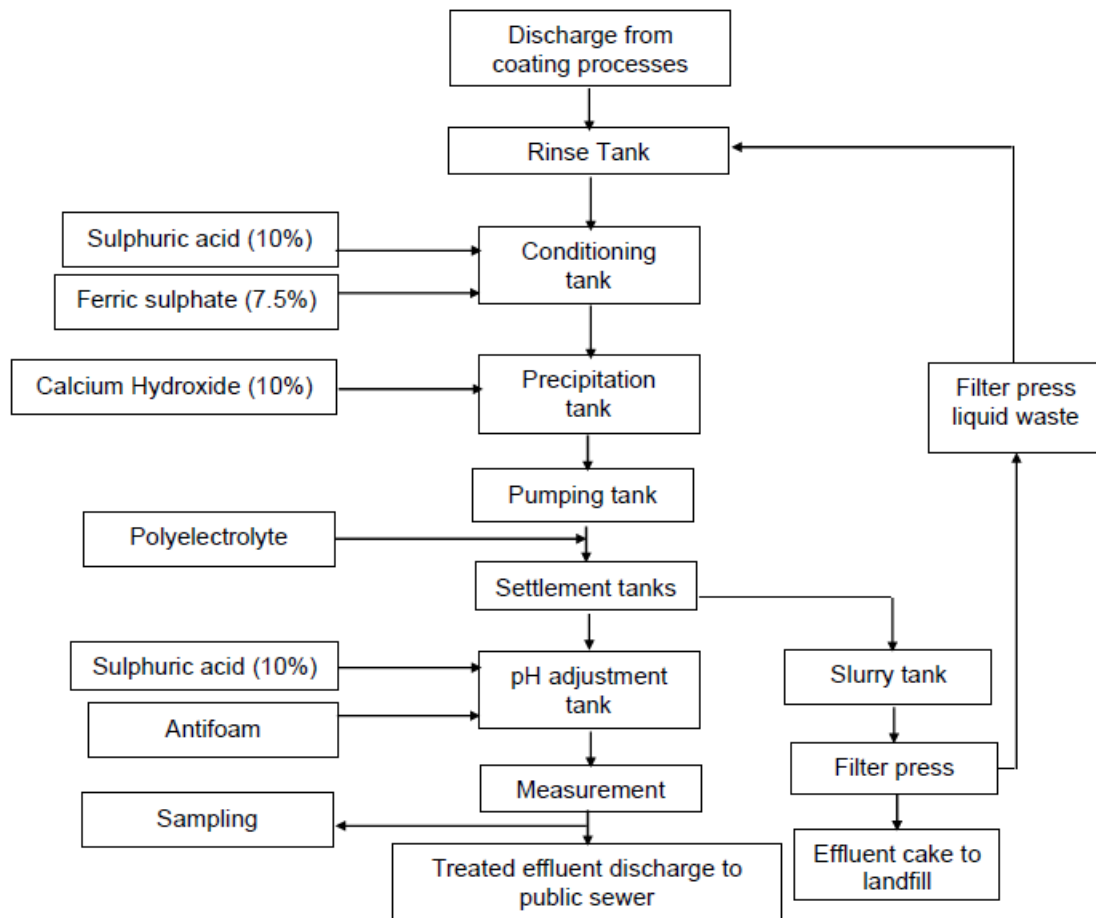 Discharge from
coating processes
Rinse Tank
Sulphuric acid (10%)
Conditioning
tank
Ferric sulphate (7.5%)
Calcium Hydroxide (10%)
Precipitation
tank
Filter press
liquid waste
Pumping tank
Polyelectrolyte
Settlement tanks
Sulphuric acid (10%)
pH adjustment
tank
Slurry tank
Antifoam
Filter press
Measurement
Sampling
Effluent cake to
landfill
Treated effluent discharge to
public sewer